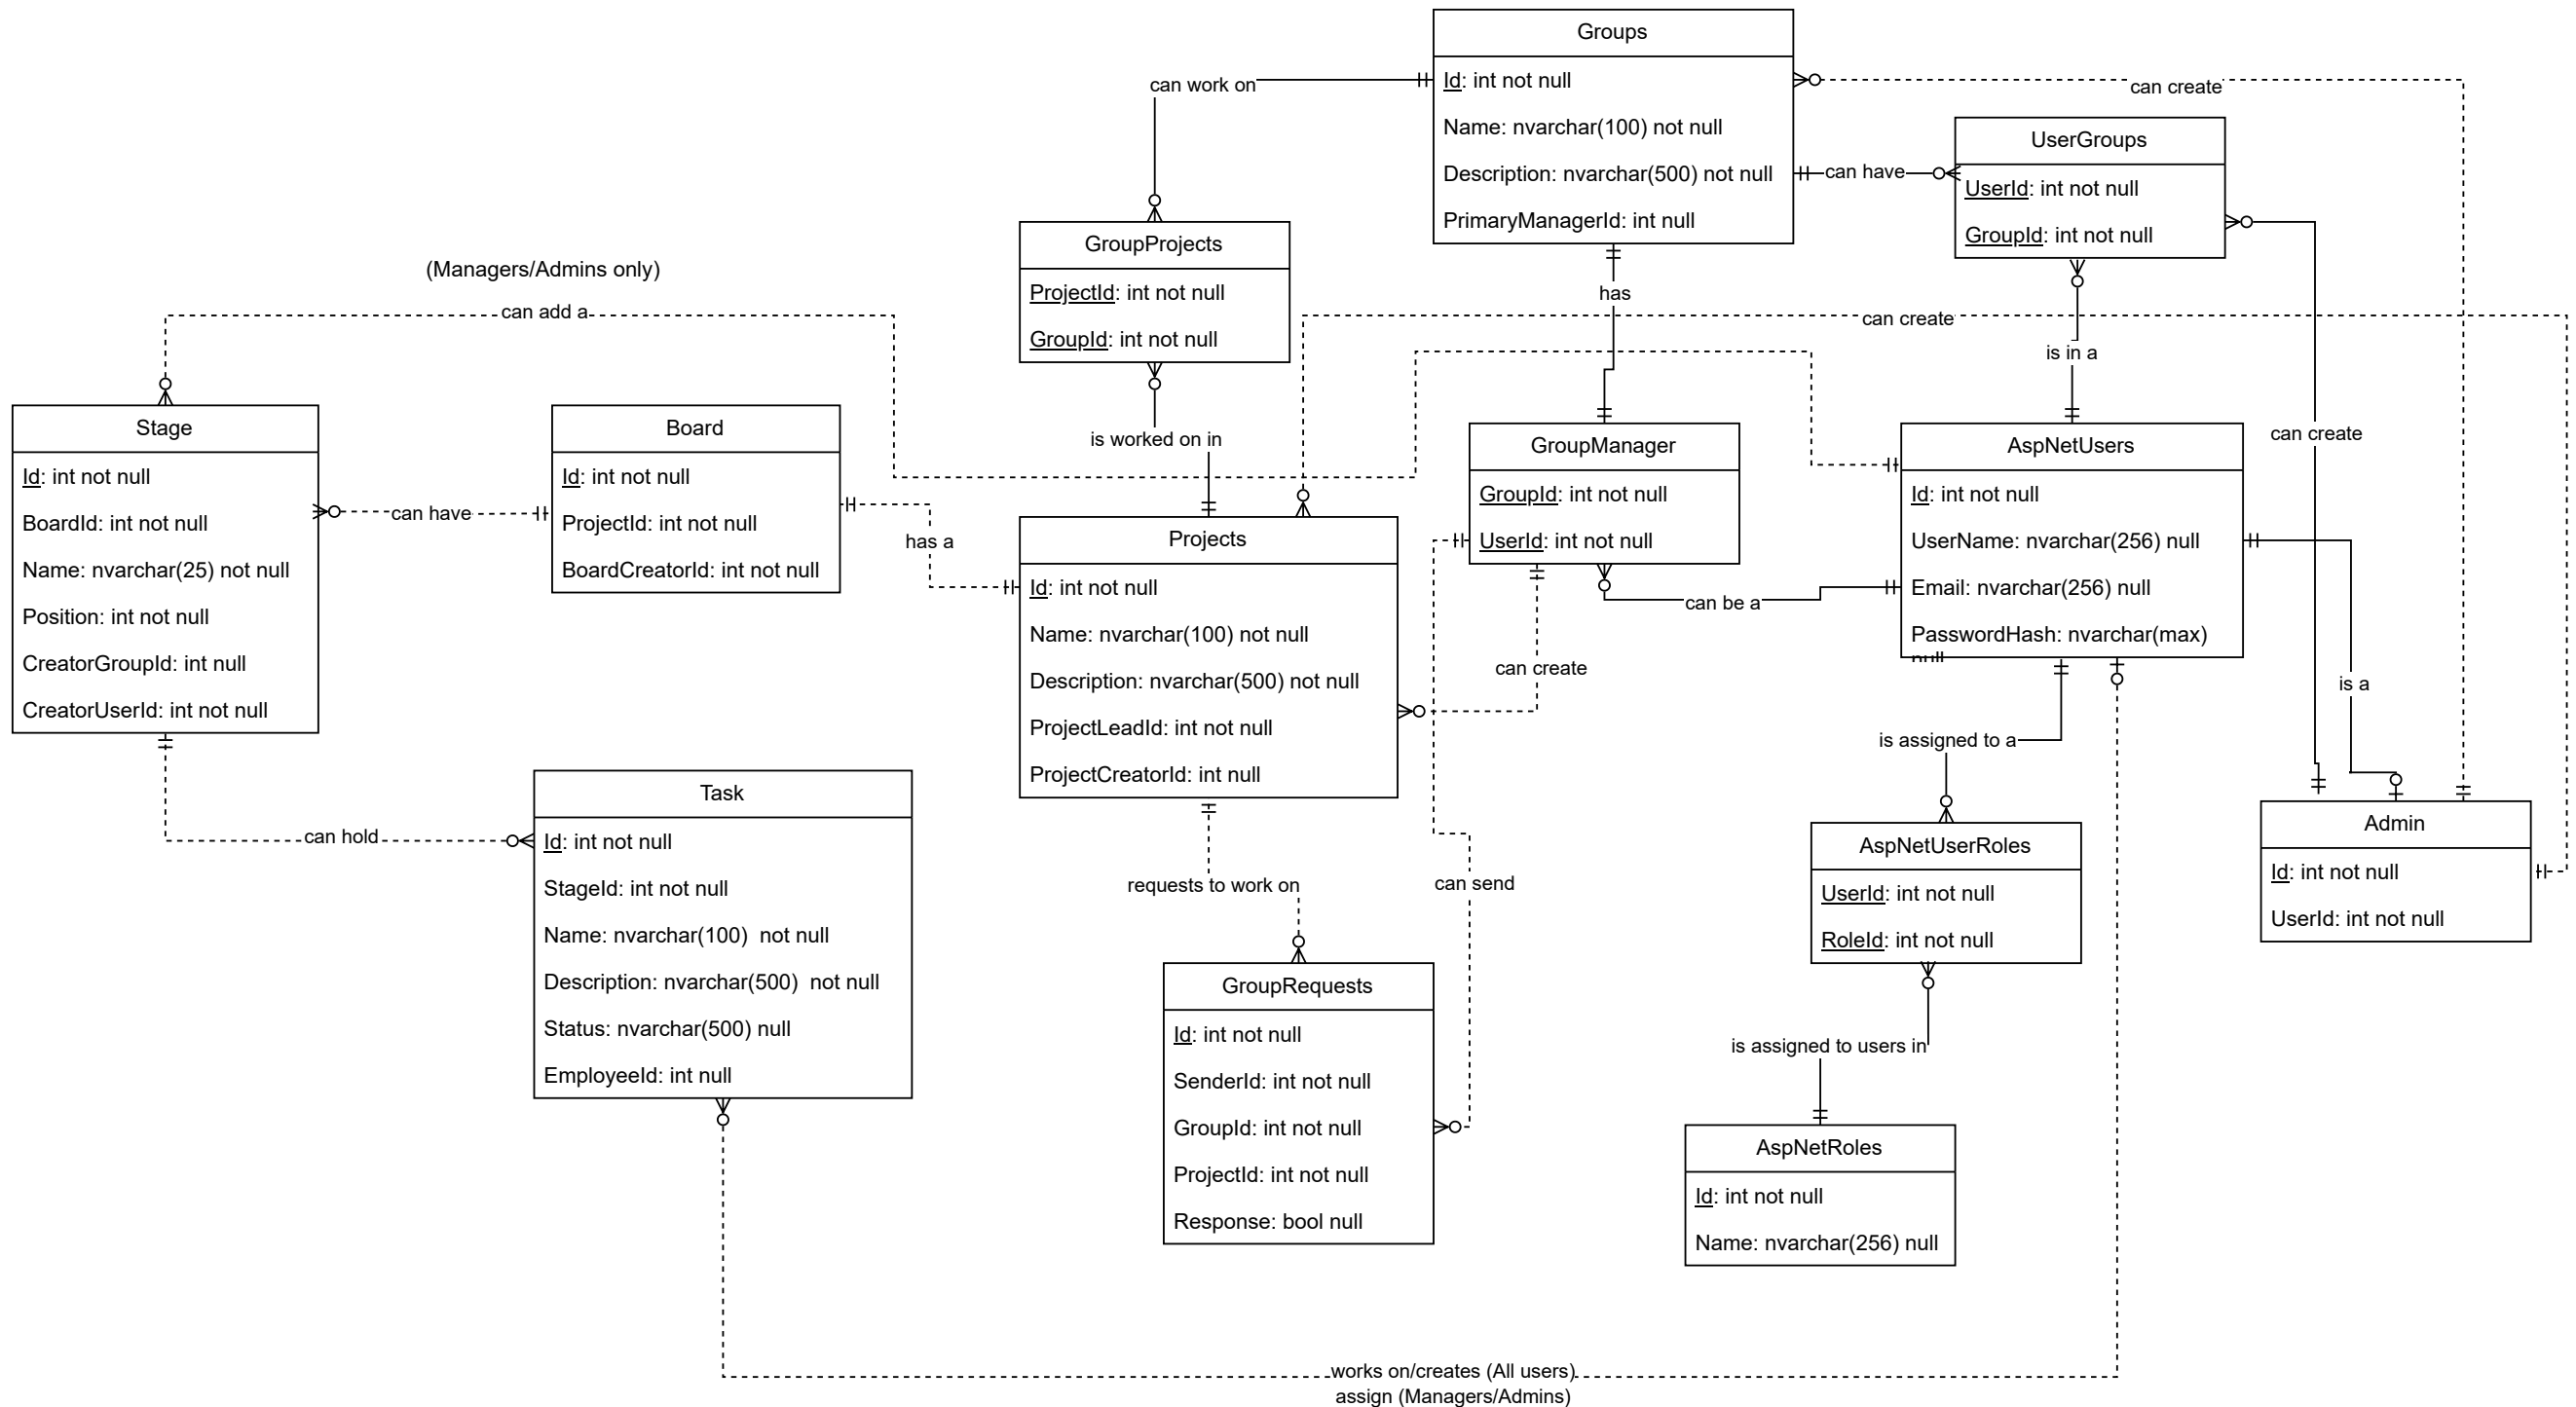 Groups
Id: int not null
Name: nvarchar(100) not null
Description: nvarchar(500) not null
PrimaryManagerId: int null
can work on
can create
UserGroups
UserId: int not null
GroupId: int not null
can have
GroupProjects
ProjectId: int not null
GroupId: int not null
(Managers/Admins only)
can add a
has
can create
is in a
is worked on in
can create
Stage
Id: int not null
BoardId: int not null
Name: nvarchar(25) not null
Position: int not null
CreatorGroupId: int null
CreatorUserId: int not null
can have
Board
Id: int not null
ProjectId: int not null
BoardCreatorId: int not null
has a
Projects
Id: int not null
Name: nvarchar(100) not null
Description: nvarchar(500) not null
ProjectLeadId: int not null
ProjectCreatorId: int null
GroupManager
GroupId: int not null
UserId: int not null
can be a
can create
AspNetUsers
Id: int not null
UserName: nvarchar(256) null
Email: nvarchar(256) null
PasswordHash: nvarchar(max)
null
is a
is assigned to a
can hold
Task
Id: int not null
StageId: int not null
Name: nvarchar(100)  not null
Description: nvarchar(500)  not null
Status: nvarchar(500) null
EmployeeId: int null
requests to work on
can send
AspNetUserRoles
UserId: int not null
RoleId: int not null
Admin
Id: int not null
UserId: int not null
GroupRequests
Id: int not null
SenderId: int not null
GroupId: int not null
ProjectId: int not null
Response: bool null
is assigned to users in
AspNetRoles
Id: int not null
Name: nvarchar(256) null
works on/creates (All users)
assign (Managers/Admins)